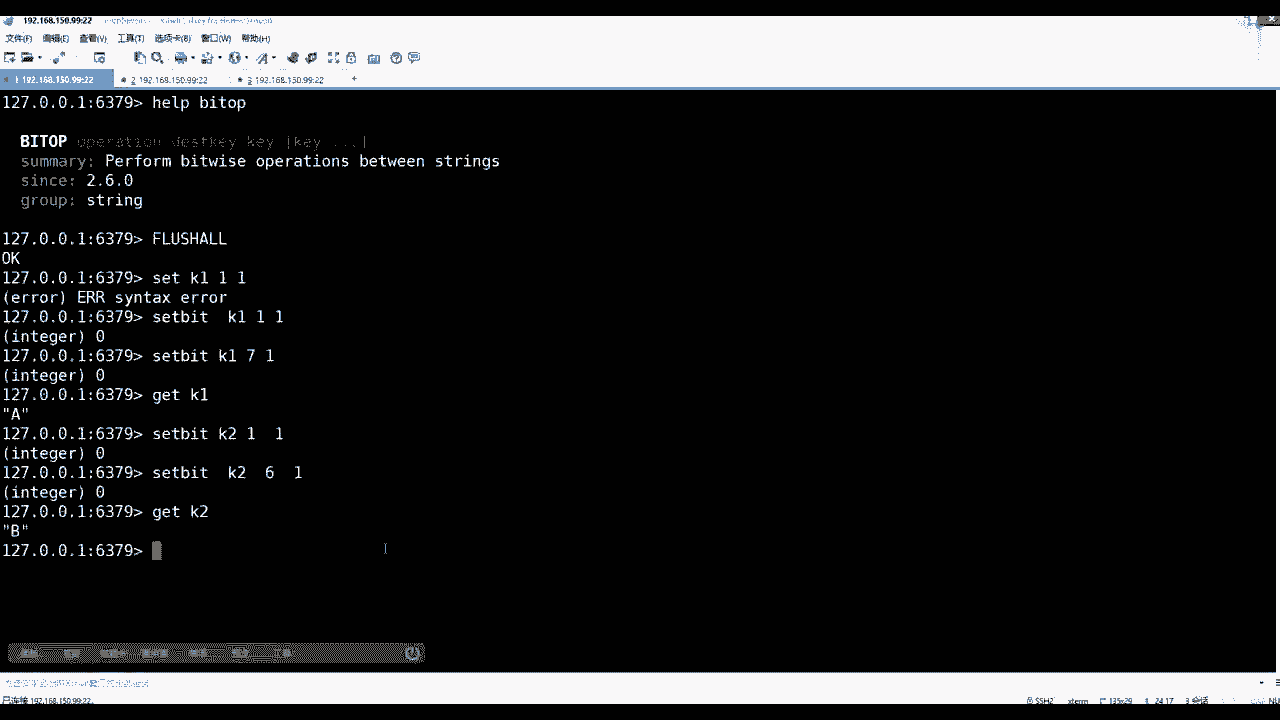 192.168.150.99:22
文件(F) 编辑(E) 查看(V) 工具(T) 选项卡(B) 窗口(W) 帮助(H)
1 192.168.150.99:22 2 192.168.150.99:22 3 192.168.150.99:22 +
127.0.0.1:6379> help bitop
BITOP operation destkey key [key ...]
summary: Perform bitwise operations between strings
since: 2.6.0
group: string
127.0.0.1:6379> FLUSHALL
OK
127.0.0.1:6379> set k1 1 1
(error) ERR syntax error
127.0.0.1:6379> setbit  k1 1 1
(integer) 0
127.0.0.1:6379> setbit k1 7 1
(integer) 0
127.0.0.1:6379> get k1
"A"
127.0.0.1:6379> setbit k2 1  1
(integer) 0
127.0.0.1:6379> setbit  k2  6  1
(integer) 0
127.0.0.1:6379> get k2
"B"
127.0.0.1:6379>
已连接 192.168.150.99:22。 SSH2 xterm 135x29 24,17 3 会话